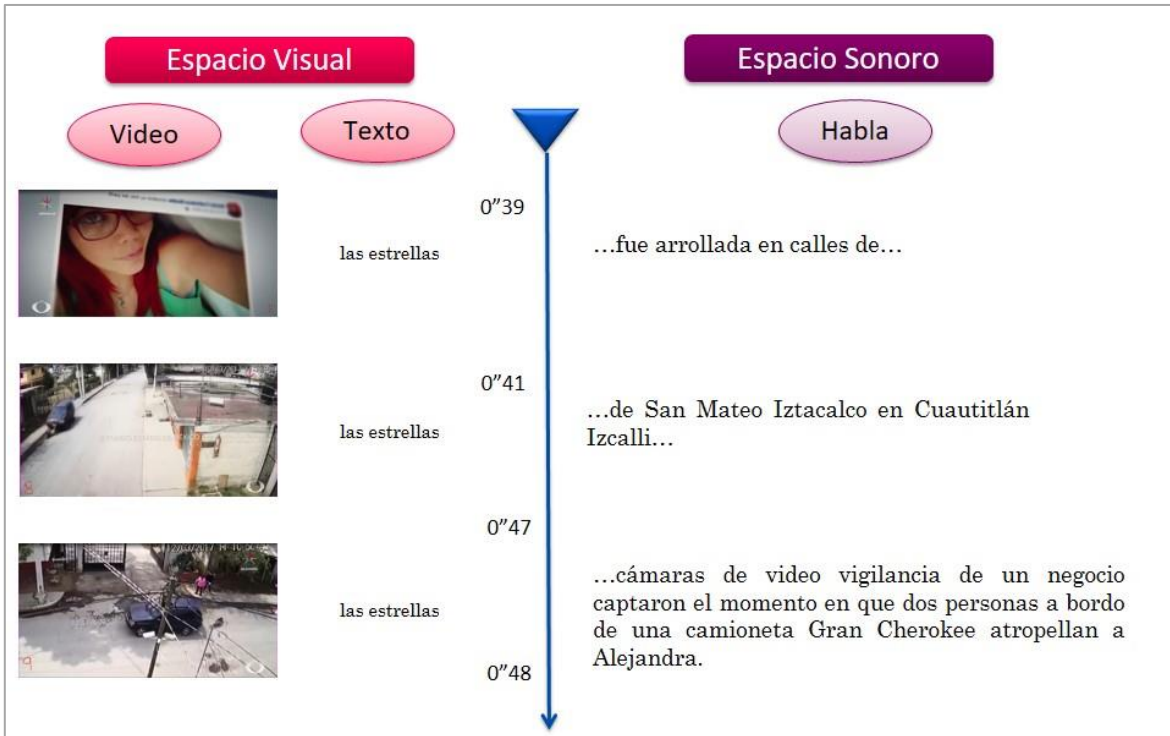 Espacio Visual
Espacio Sonoro
Video
Texto
Habla
0”39
las estrellas
…fue arrollada en calles de…
0”41
las estrellas
…de San Mateo Iztacalco en Cuautitlán
Izcalli…
0”47
las estrellas
…cámaras de video vigilancia de un negocio
captaron el momento en que dos personas a bordo
de una camioneta Gran Cherokee atropellan a
Alejandra.
0”48
8
9